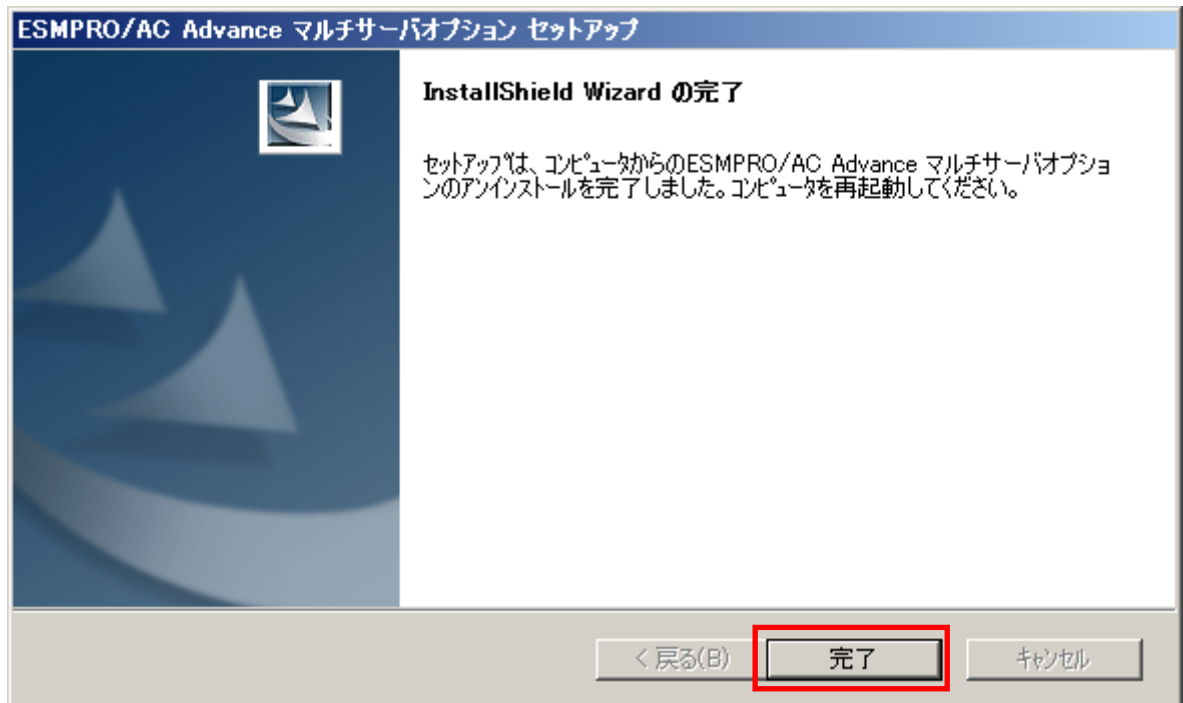 ESMPRO/AC Advance マルチサーバオプション セットアップ
InstallShield Wizard の完了
セットアップは、コンピュータからのESMPRO/AC Advance マルチサーバオプショ
ンのアンインストールを完了しました。コンピュータを再起動してください。
< 戻る(B)
完了
キャンセル